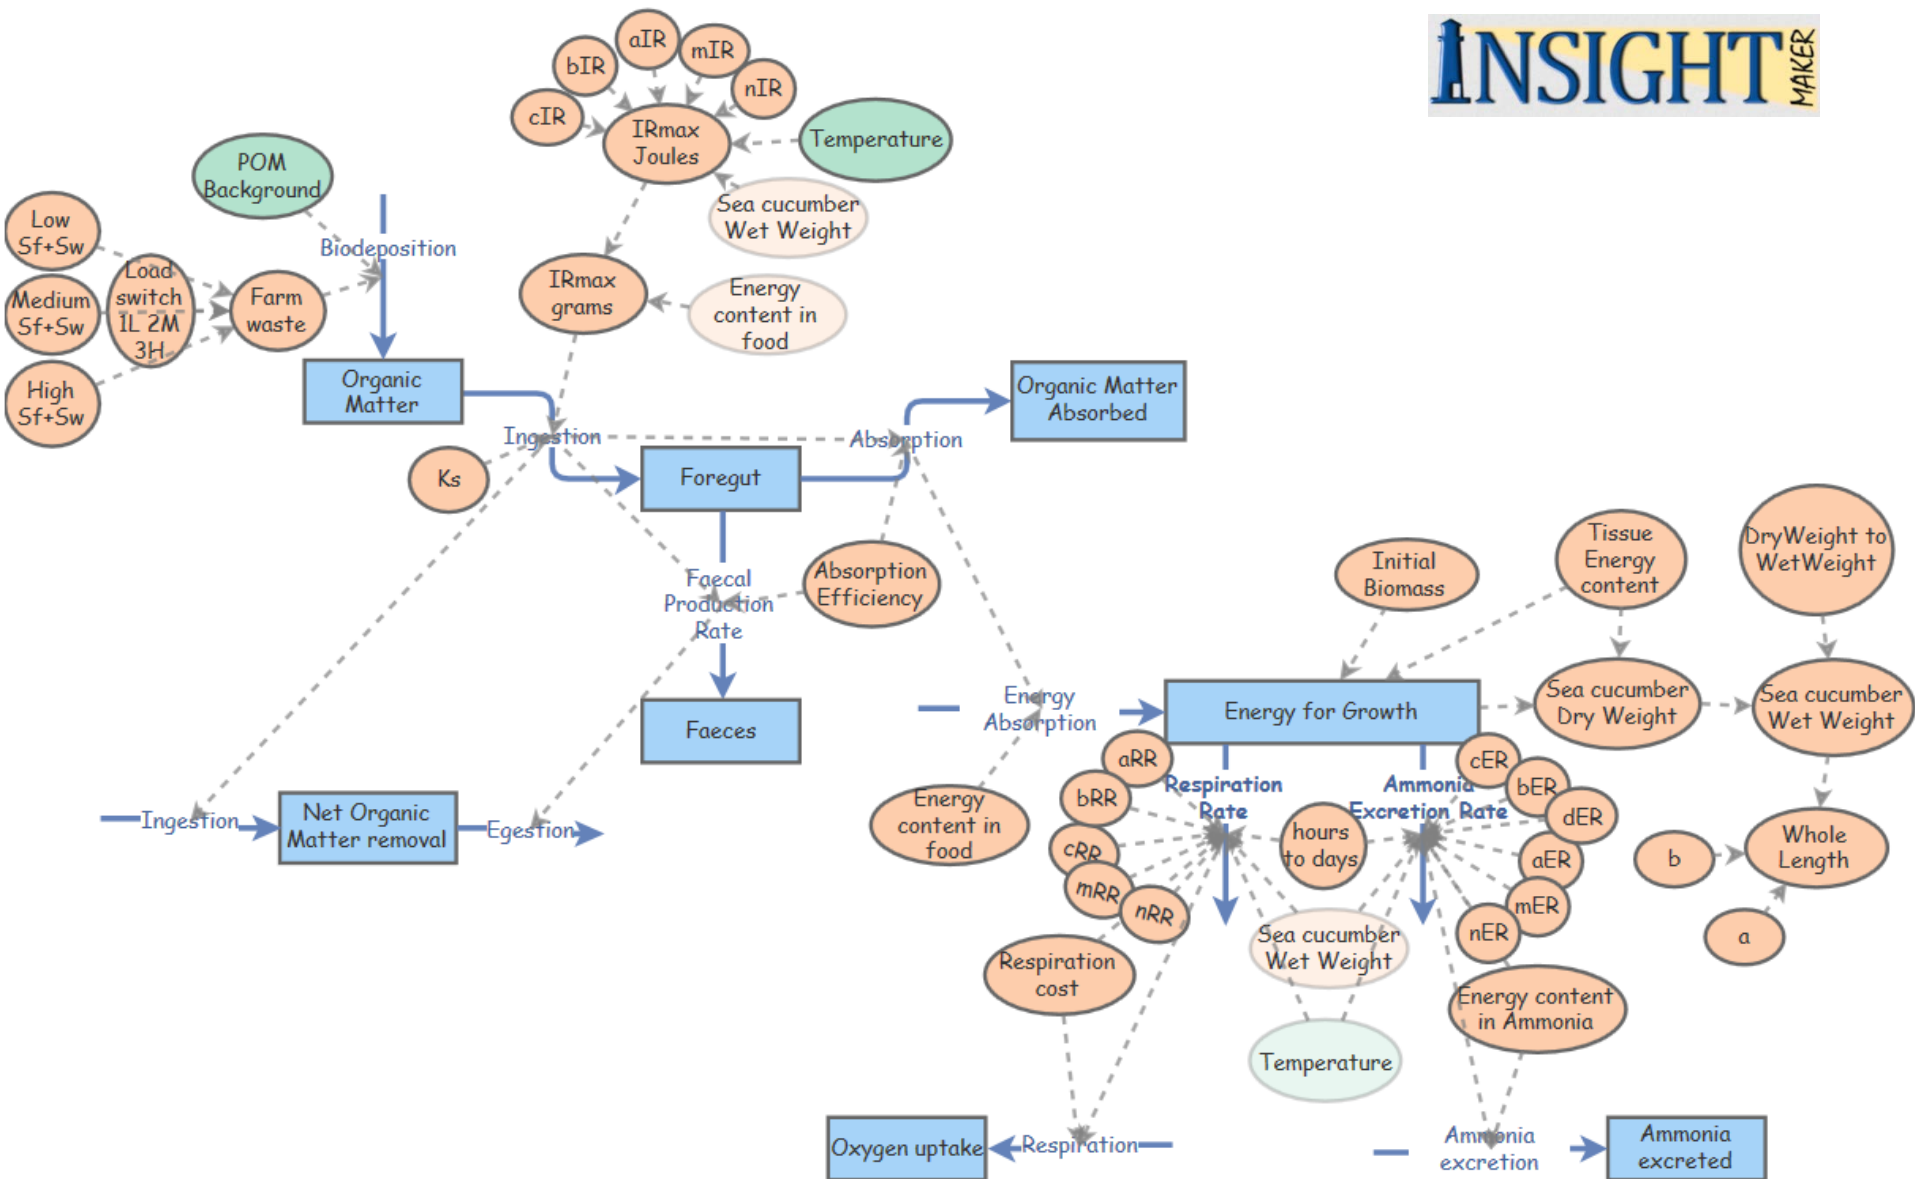 INSIGHT
MAKER
aIR
mIR
bIR
nIR
cIR
IRmax
Joules
Temperature
POM
Background
Sea cucumber
Wet Weight
Low
Sf+Sw
Biodeposition
Load
switch
1L 2M
3H
Medium
Sf+Sw
Farm
waste
IRmax
grams
Energy
content in
food
High
Sf+Sw
Organic
Matter
Organic Matter
Absorbed
Ingestion
Absorption
Ks
Foregut
Faecal
Production
Rate
Absorption
Efficiency
Initial
Biomass
Tissue
Energy
content
DryWeight to
WetWeight
Faeces
Energy
Absorption
Energy for Growth
Sea cucumber
Dry Weight
Sea cucumber
Wet Weight
aRR
bRR
cRR
mRR
nRR
Respiration
Rate
Ammonia
Excretion Rate
cER
bER
dER
aER
mER
nER
hours
to days
Ingestion
Net Organic
Matter removal
Egestion
Energy
content in
food
b
Whole
Length
a
Respiration
cost
Sea cucumber
Wet Weight
Energy content
in Ammonia
Temperature
Oxygen uptake
Respiration
Ammonia
excretion
Ammonia
excreted